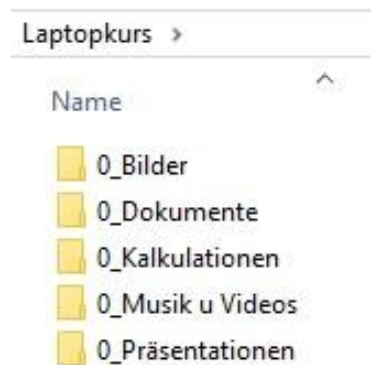 Laptopkurs >
Name
0_Bilder
0_Dokumente
0_Kalkulationen
0_Musik u Videos
0_Präsentationen